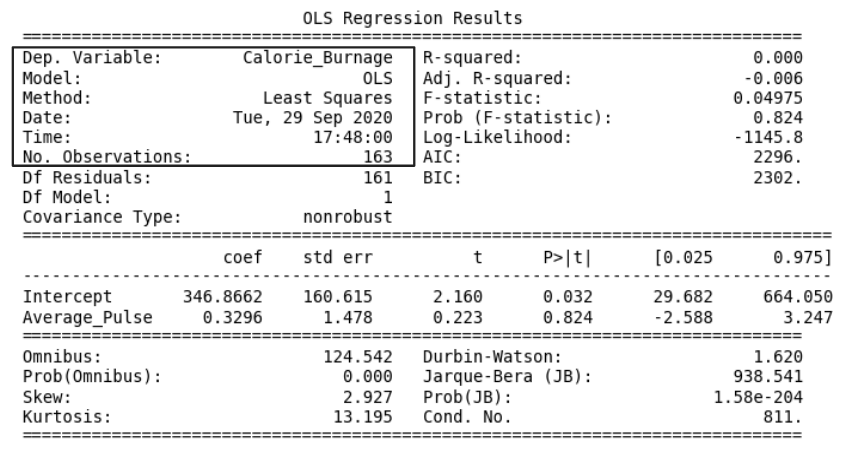 OLS Regression Results
==============================================================================
Dep. Variable: Calorie_Burnage R-squared: 0.000
Model: OLS Adj. R-squared: -0.006
Method: Least Squares F-statistic: 0.04975
Date: Tue, 29 Sep 2020 Prob (F-statistic): 0.824
Time: 17:48:00 Log-Likelihood: -1145.8
No. Observations: 163 AIC: 2296.
Df Residuals: 161 BIC: 2302.
Df Model: 1
Covariance Type: nonrobust
=================================================================================
coef std err t P>|t| [0.025 0.975]
---------------------------------------------------------------------------------
Intercept 346.8662 160.615 2.160 0.032 29.682 664.050
Average_Pulse 0.3296 1.478 0.223 0.824 -2.588 3.247
==============================================================================
Omnibus: 124.542 Durbin-Watson: 1.620
Prob(Omnibus): 0.000 Jarque-Bera (JB): 938.541
Skew: 2.927 Prob(JB): 1.58e-204
Kurtosis: 13.195 Cond. No. 811.
==============================================================================